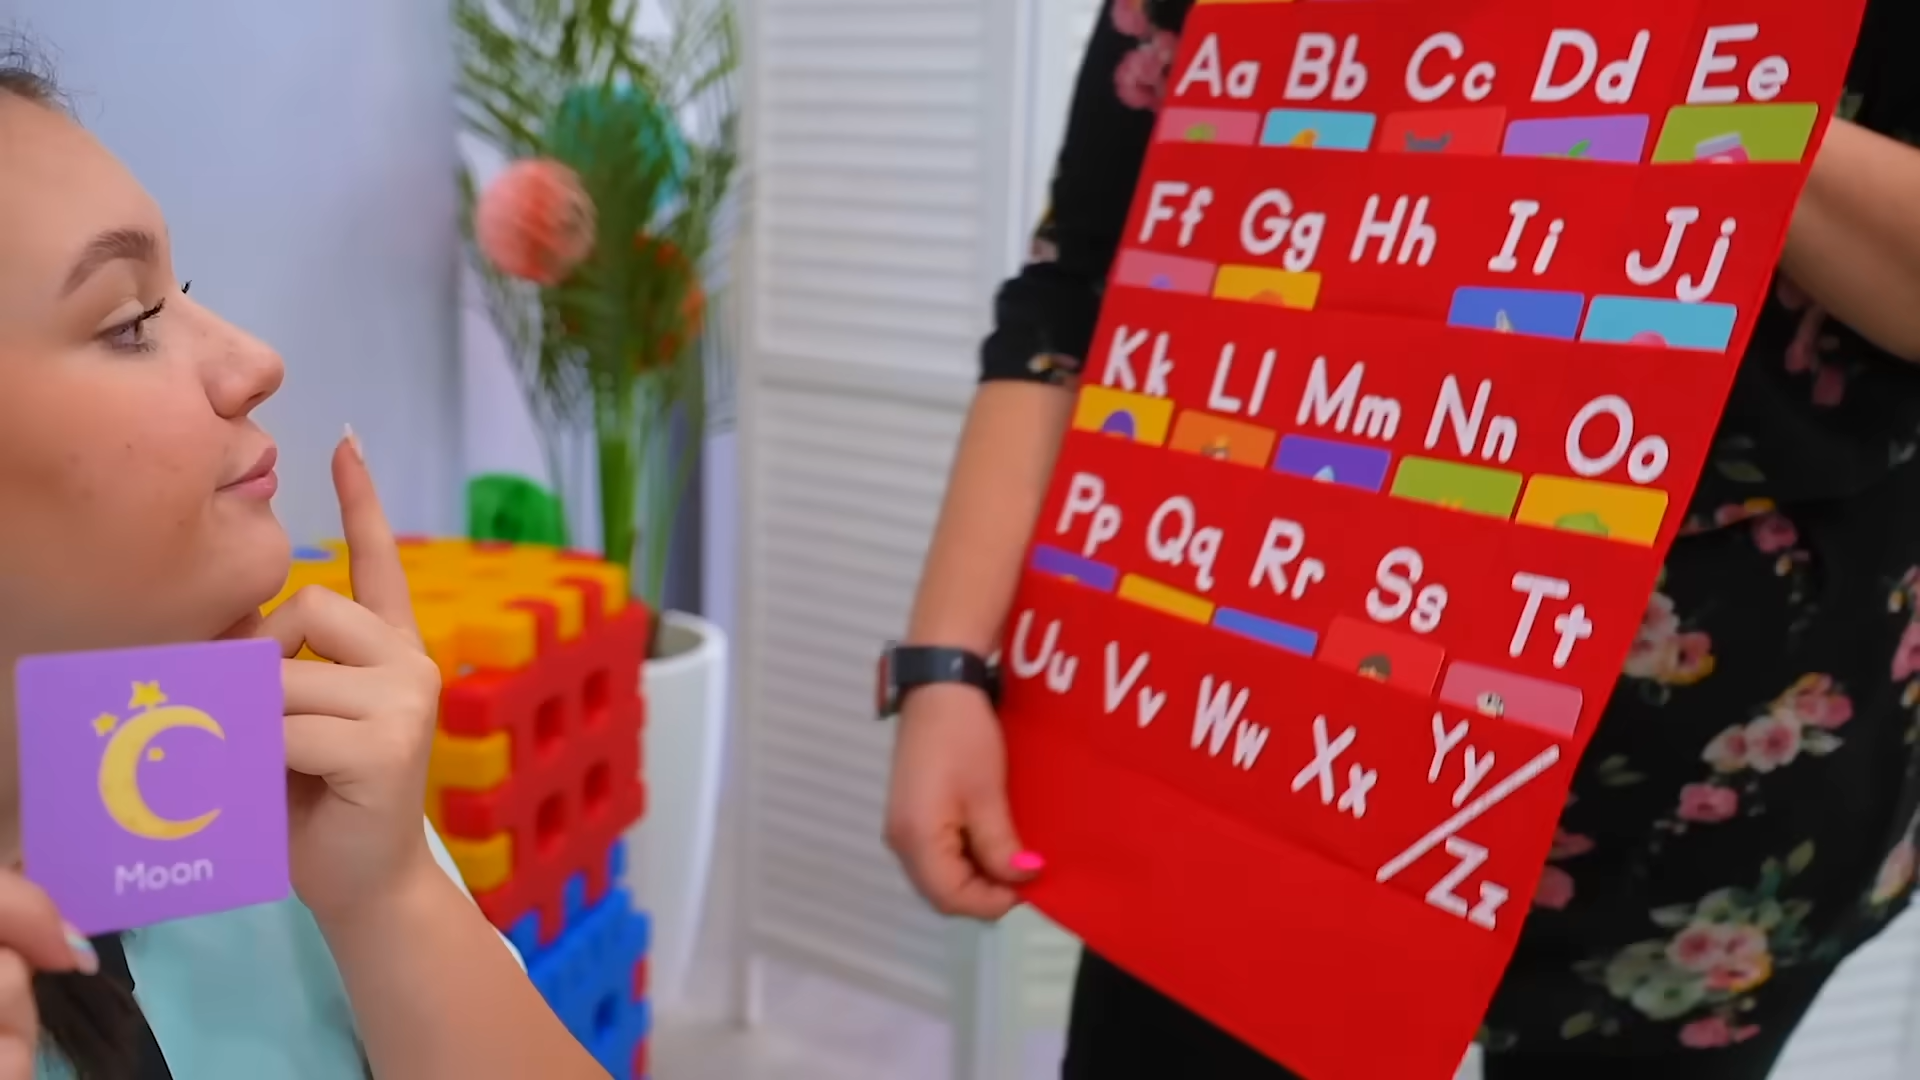 Aa Bb Cc Dd Ee
Ff Gg Hh Ii Jj
Kk Ll Mm Nn Oo
Pp Qq Rr Ss Tt
Uu Vv Ww Xx Yy/Zz
Moon